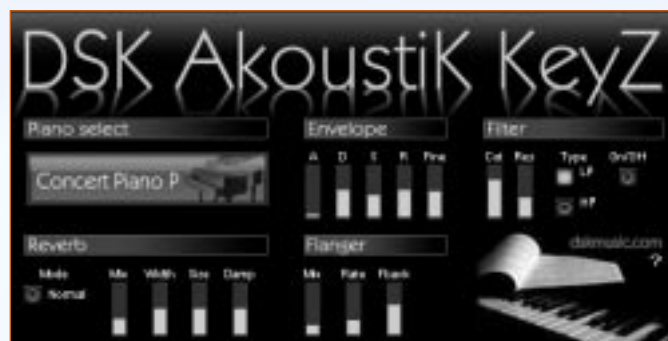 DSK AkoustiK KeyZ
Piano select
Concert Piano P
Envelope
A D S R Fine
Filter
Cut Res Type On/Off
LP
HP
Reverb
Mode Mix Width Size Damp
Normal
Flanger
Mix Rate Fback
dskmusic.com
?